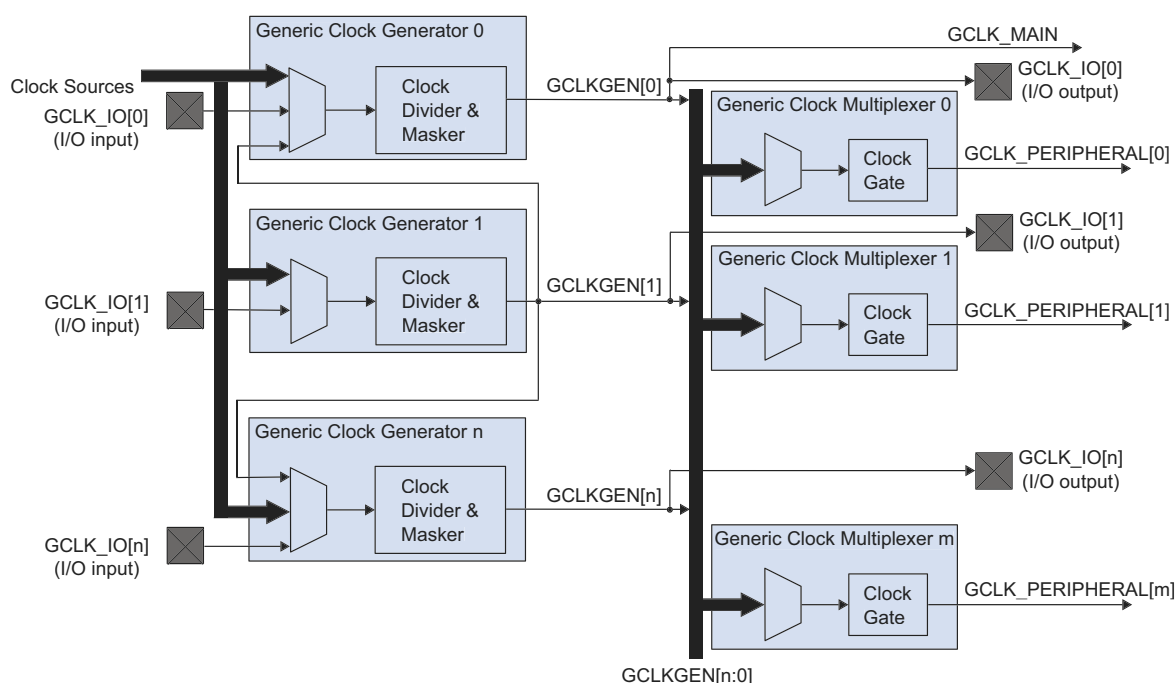 Generic Clock Generator 0
Clock Sources
GCLK_IO[0]
(I/O input)
Clock
Divider &
Masker
GCLKGEN[0]
GCLK_MAIN
GCLK_IO[0]
(I/O output)
Generic Clock Multiplexer 0
Clock
Gate
GCLK_PERIPHERAL[0]
Generic Clock Generator 1
GCLK_IO[1]
(I/O input)
Clock
Divider &
Masker
GCLKGEN[1]
GCLK_IO[1]
(I/O output)
Generic Clock Multiplexer 1
Clock
Gate
GCLK_PERIPHERAL[1]
Generic Clock Generator n
GCLK_IO[n]
(I/O input)
Clock
Divider &
Masker
GCLKGEN[n]
GCLK_IO[n]
(I/O output)
Generic Clock Multiplexer m
Clock
Gate
GCLK_PERIPHERAL[m]
GCLKGEN[n:0]